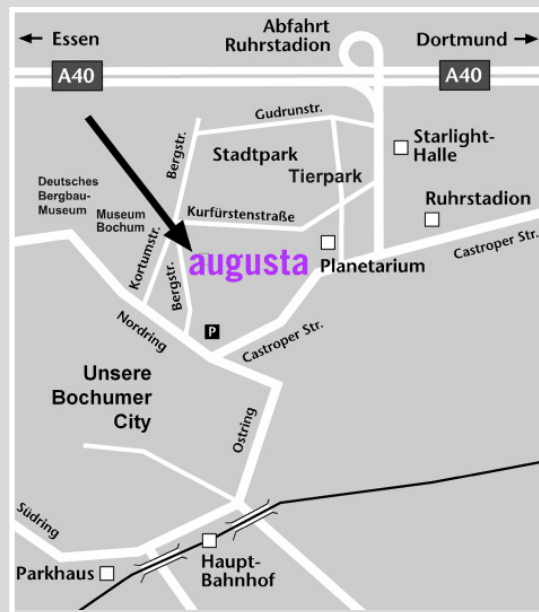 Abfahrt
Ruhrstadion
Essen
Dortmund
A40
A40
Gudrunstr.
Bergstr.
Stadtpark
Starlight-
Halle
Tierpark
Deutsches
Bergbau-
Museum
Museum
Bochum
Kurfürstenstraße
Ruhrstadion
Kortumstr.
Castroper Str.
augusta
Planetarium
Bergstr.
Nordring
P
Castroper Str.
Unsere
Bochumer
City
Ostring
Südring
Parkhaus
Haupt-
Bahnhof